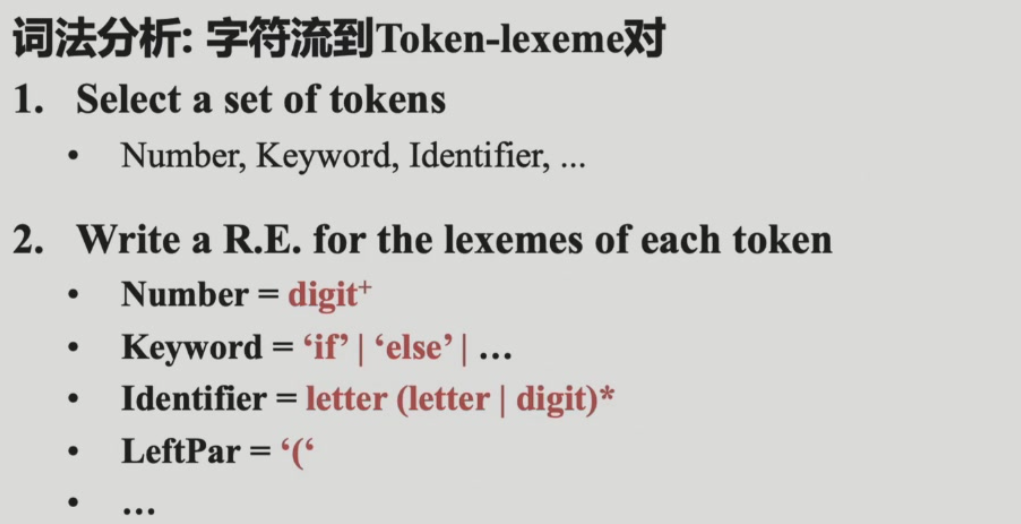 词法分析: 字符流到Token-lexeme对
1. Select a set of tokens
• Number, Keyword, Identifier, ...
2. Write a R.E. for the lexemes of each token
• Number = digit⁺
• Keyword = ‘if’ | ‘else’ | …
• Identifier = letter (letter | digit)*
• LeftPar = ‘(‘
• …